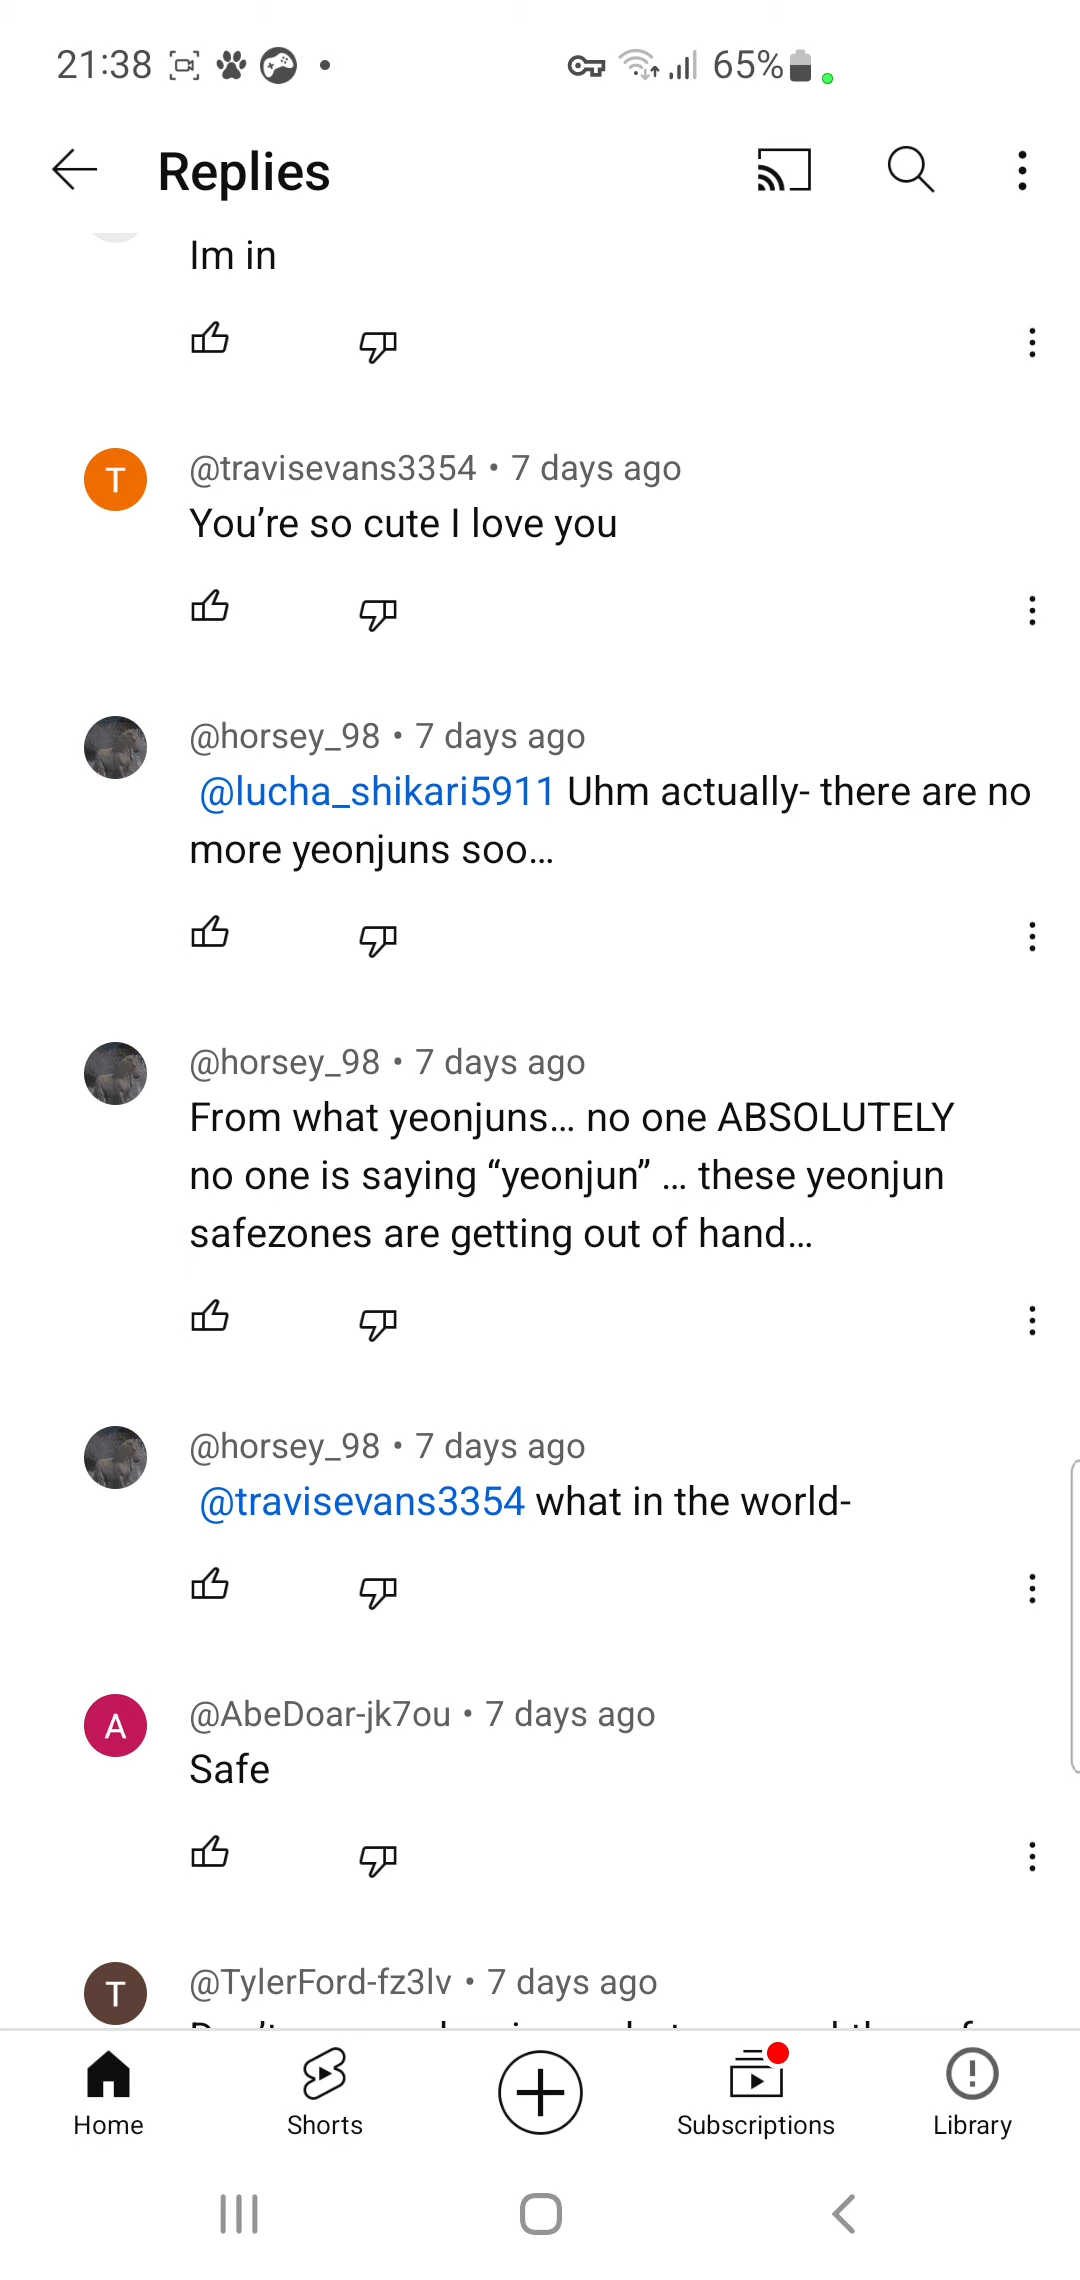 21:38
65%
Replies
Im in
@travisevans3354 • 7 days ago
You’re so cute I love you
@horsey_98 • 7 days ago
@lucha_shikari5911 Uhm actually- there are no
more yeonjuns soo...
@horsey_98 • 7 days ago
From what yeonjuns... no one ABSOLUTELY
no one is saying “yeonjun” ... these yeonjun
safezones are getting out of hand...
@horsey_98 • 7 days ago
@travisevans3354 what in the world-
@AbeDoar-jk7ou • 7 days ago
Safe
@TylerFord-fz3lv • 7 days ago
Home
Shorts
Subscriptions
Library
T
T
A